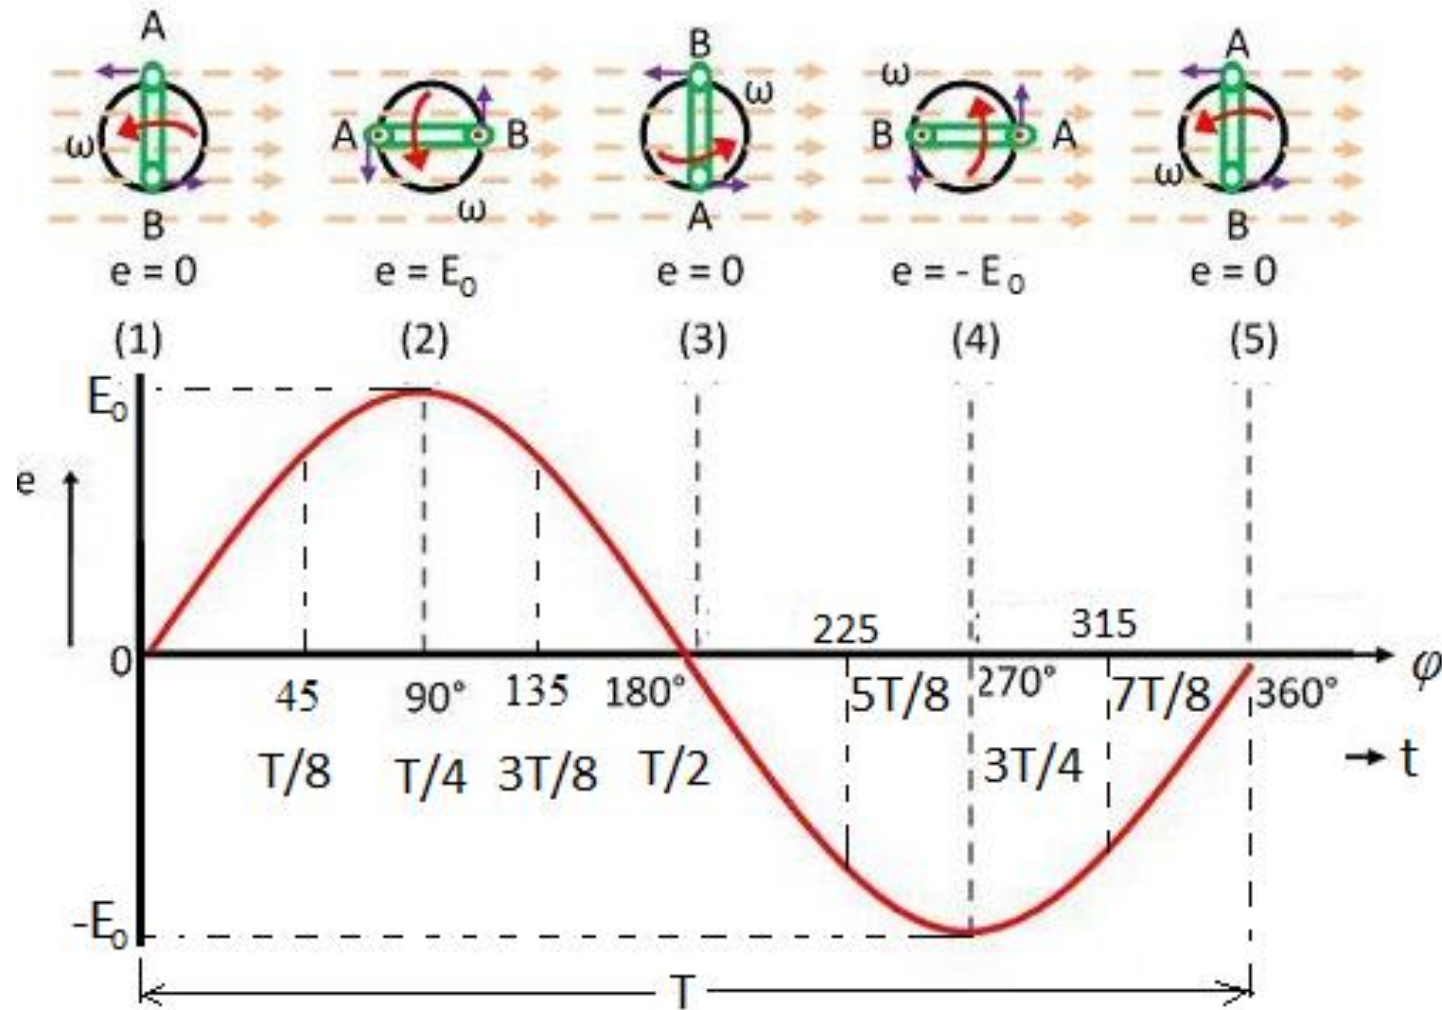 A A
B
ω ω
ω
A B B A
ω ω
ω
B A B
e = 0 e = E₀ e = 0 e = - E₀ e = 0
(1) (2) (3) (4) (5)
E₀
e
225 315
0 φ
45 90° 135 180° 5T/8 270° 7T/8 360°
T/8 T/4 3T/8 T/2 3T/4 t
-E₀
T